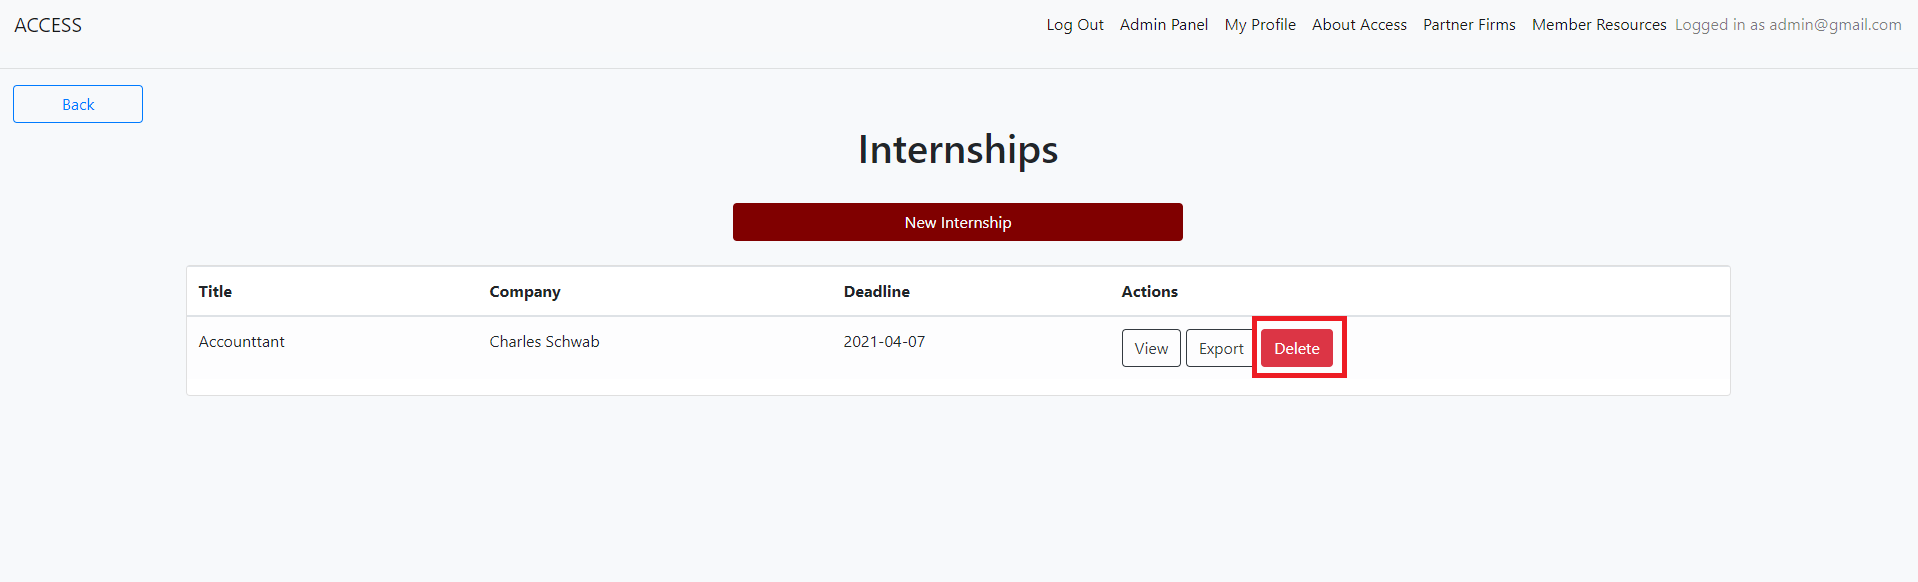 ACCESS
Log Out Admin Panel My Profile About Access Partner Firms Member Resources Logged in as admin@gmail.com
Back
Internships
New Internship
Title Company Deadline Actions
Accounttant Charles Schwab 2021-04-07 View Export Delete